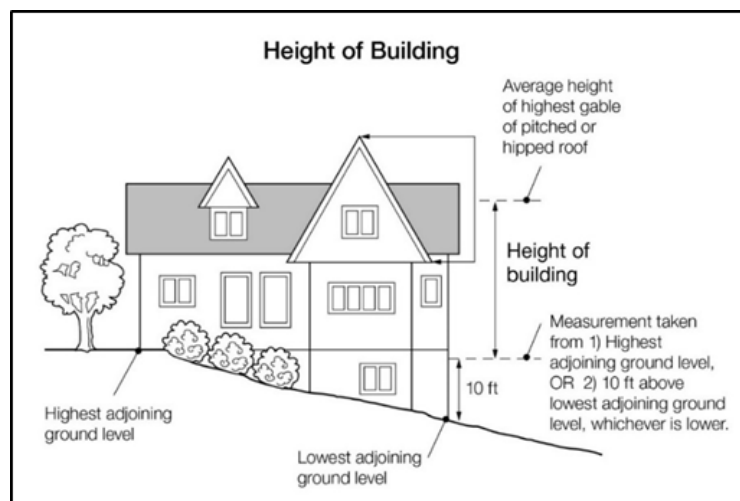 Height of Building
Average height
of highest gable
of pitched or
hipped roof
Height of
building
Measurement taken
from 1) Highest
adjoining ground
level,
OR 2) 10 ft above
lowest adjoining ground
level, whichever is lower.
10 ft
Highest adjoining
ground level
Lowest adjoining
ground level